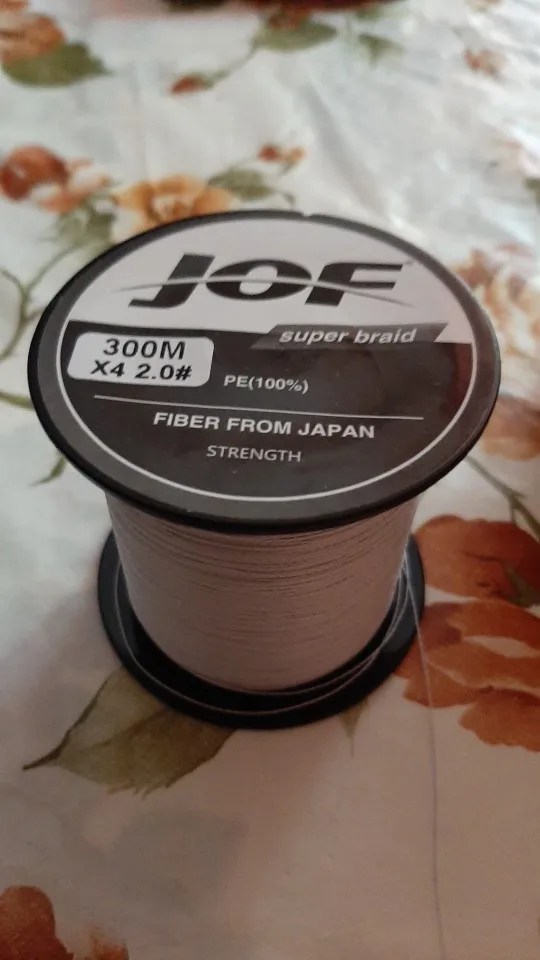 JOF
super braid
300M
X4 2.0#
PE(100%)
FIBER FROM JAPAN
STRENGTH